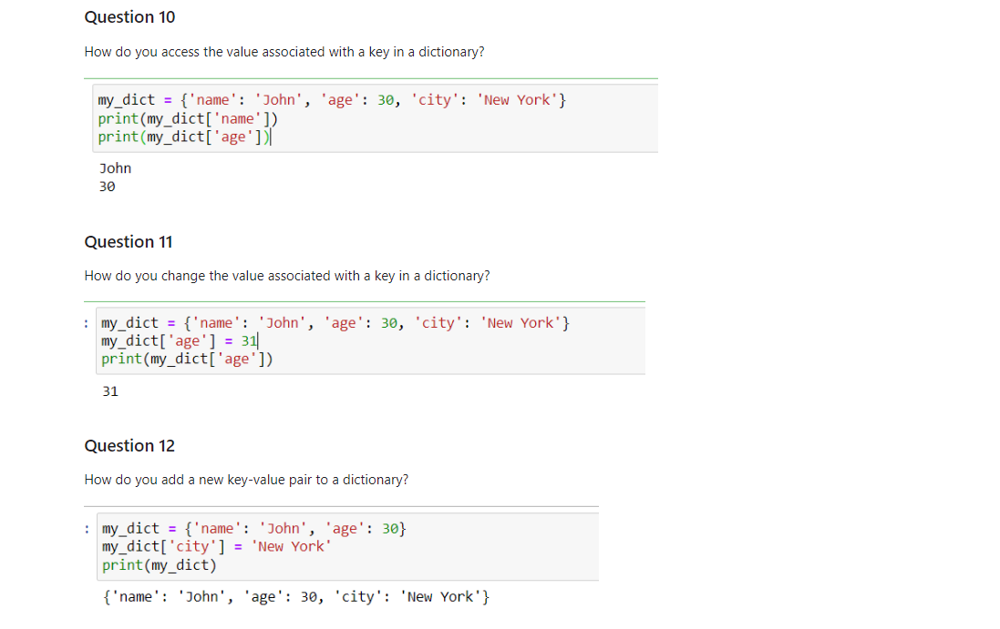 Question 10
How do you access the value associated with a key in a dictionary?
my_dict = {'name': 'John', 'age': 30, 'city': 'New York'}
print(my_dict['name'])
print(my_dict['age'])
John
30
Question 11
How do you change the value associated with a key in a dictionary?
: my_dict = {'name': 'John', 'age': 30, 'city': 'New York'}
my_dict['age'] = 31
print(my_dict['age'])
31
Question 12
How do you add a new key-value pair to a dictionary?
: my_dict = {'name': 'John', 'age': 30}
my_dict['city'] = 'New York'
print(my_dict)
{'name': 'John', 'age': 30, 'city': 'New York'}